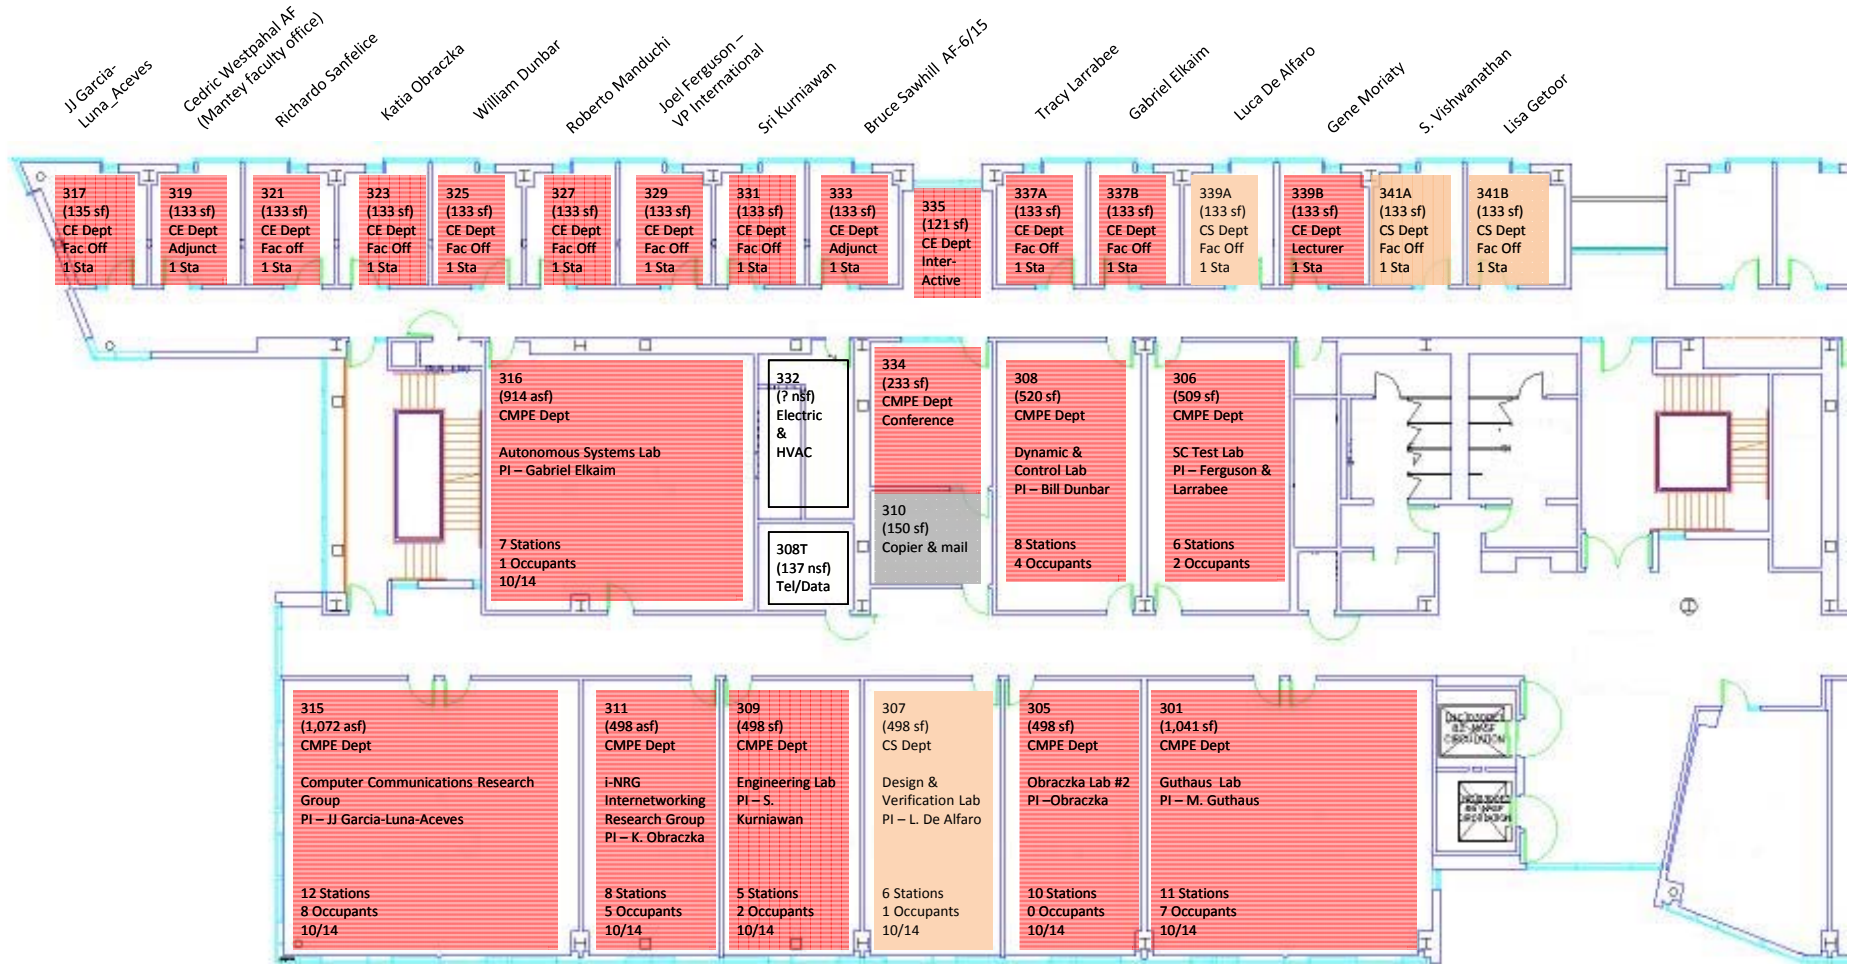 JJ Garcia-
Luna_Aceves
Cedric Westpahal AF
(Mantey faculty office)
Richardo Sanfelice
Katia Obraczka
William Dunbar
Roberto Manduchi
Joel Ferguson –
VP International
Sri Kurniawan
Bruce Sawhill AF-6/15
Tracy Larrabee
Gabriel Elkaim
Luca De Alfaro
Gene Moriaty
S. Vishwanathan
Lisa Getoor
317
(135 sf)
CE Dept
Fac Off
1 Sta
319
(133 sf)
CE Dept
Adjunct
1 Sta
321
(133 sf)
CE Dept
Fac off
1 Sta
323
(133 sf)
CE Dept
Fac Off
1 Sta
325
(133 sf)
CE Dept
Fac Off
1 Sta
327
(133 sf)
CE Dept
Fac Off
1 Sta
329
(133 sf)
CE Dept
Fac Off
1 Sta
331
(133 sf)
CE Dept
Fac Off
1 Sta
333
(133 sf)
CE Dept
Adjunct
1 Sta
335
(121 sf)
CE Dept
Inter-
Active
337A
(133 sf)
CE Dept
Fac Off
1 Sta
337B
(133 sf)
CE Dept
Fac Off
1 Sta
339A
(133 sf)
CS Dept
Fac Off
1 Sta
339B
(133 sf)
CE Dept
Lecturer
1 Sta
341A
(133 sf)
CS Dept
Fac Off
1 Sta
341B
(133 sf)
CS Dept
Fac Off
1 Sta
316
(914 asf)
CMPE Dept
Autonomous Systems Lab
PI – Gabriel Elkaim
7 Stations
1 Occupants
10/14
332
(? nsf)
Electric
&
HVAC
308T
(137 nsf)
Tel/Data
334
(233 sf)
CMPE Dept
Conference
310
(150 sf)
Copier & mail
308
(520 sf)
CMPE Dept
Dynamic &
Control Lab
PI – Bill Dunbar
8 Stations
4 Occupants
306
(509 sf)
CMPE Dept
SC Test Lab
PI – Ferguson &
Larrabee
6 Stations
2 Occupants
315
(1,072 asf)
CMPE Dept
Computer Communications Research
Group
PI – JJ Garcia-Luna-Aceves
12 Stations
8 Occupants
10/14
311
(498 asf)
CMPE Dept
i-NRG
Internetworking
Research Group
PI – K. Obraczka
8 Stations
5 Occupants
10/14
309
(498 sf)
CMPE Dept
Engineering Lab
PI – S.
Kurniawan
5 Stations
2 Occupants
10/14
307
(498 sf)
CS Dept
Design &
Verification Lab
PI – L. De Alfaro
6 Stations
1 Occupants
10/14
305
(498 sf)
CMPE Dept
Obraczka Lab #2
PI –Obraczka
10 Stations
0 Occupants
10/14
301
(1,041 sf)
CMPE Dept
Guthaus Lab
PI – M. Guthaus
11 Stations
7 Occupants
10/14